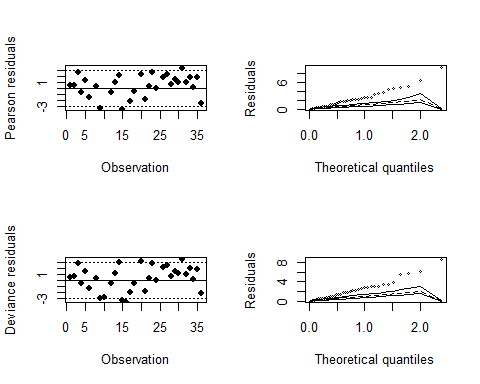 Pearson residuals
1
-3
0 5 15 25 35
Observation
Residuals
6
0
0.0 1.0 2.0
Theoretical quantiles
Deviance residuals
1
-3
0 5 15 25 35
Observation
Residuals
8
4
0
0.0 1.0 2.0
Theoretical quantiles